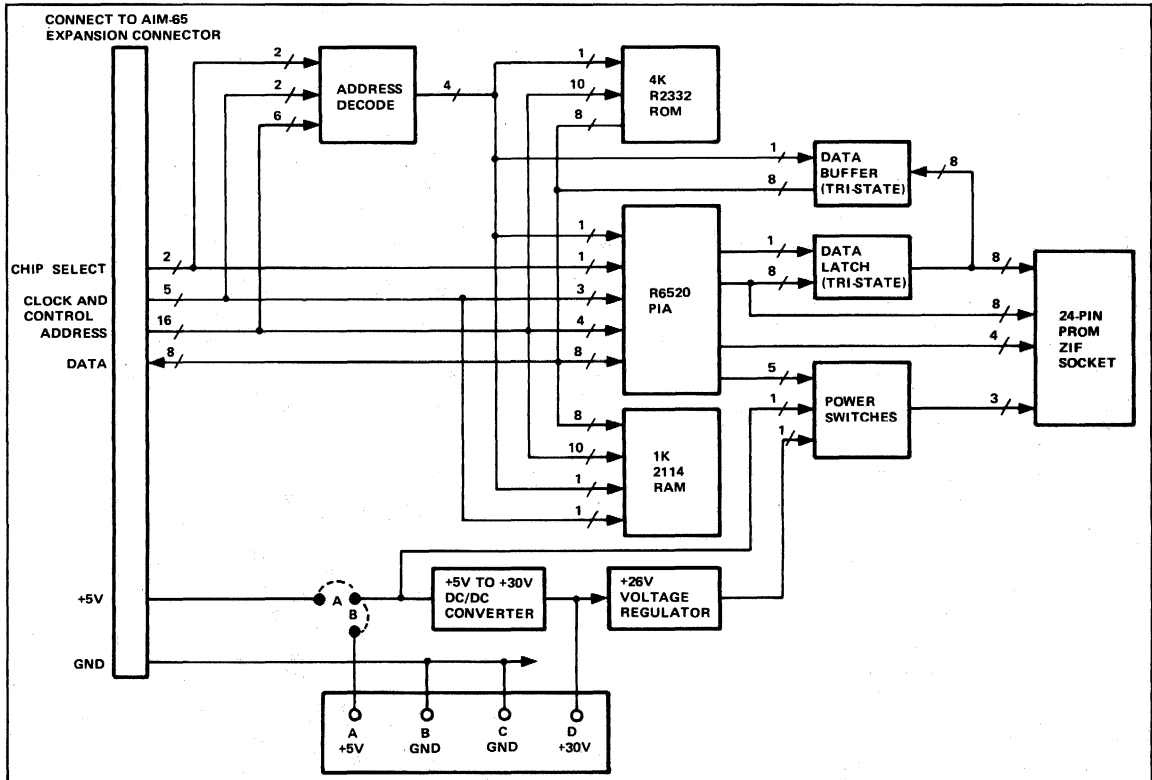 CONNECT TO AIM-65
EXPANSION CONNECTOR
2
2
6
ADDRESS
DECODE
4
1
10
8
4K
R2332
ROM
1
8
DATA
BUFFER
(TRI-STATE)
8
CHIP SELECT
2
CLOCK AND
CONTROL
5
ADDRESS
16
DATA
8
1
1
3
4
8
R6520
PIA
1
8
DATA
LATCH
(TRI-STATE)
8
8
4
24-PIN
PROM
ZIF
SOCKET
5
1
1
POWER
SWITCHES
3
8
10
1
1
1K
2114
RAM
+5V
A
B
+5V TO +30V
DC/DC
CONVERTER
+26V
VOLTAGE
REGULATOR
GND
A
+5V
B
GND
C
GND
D
+30V